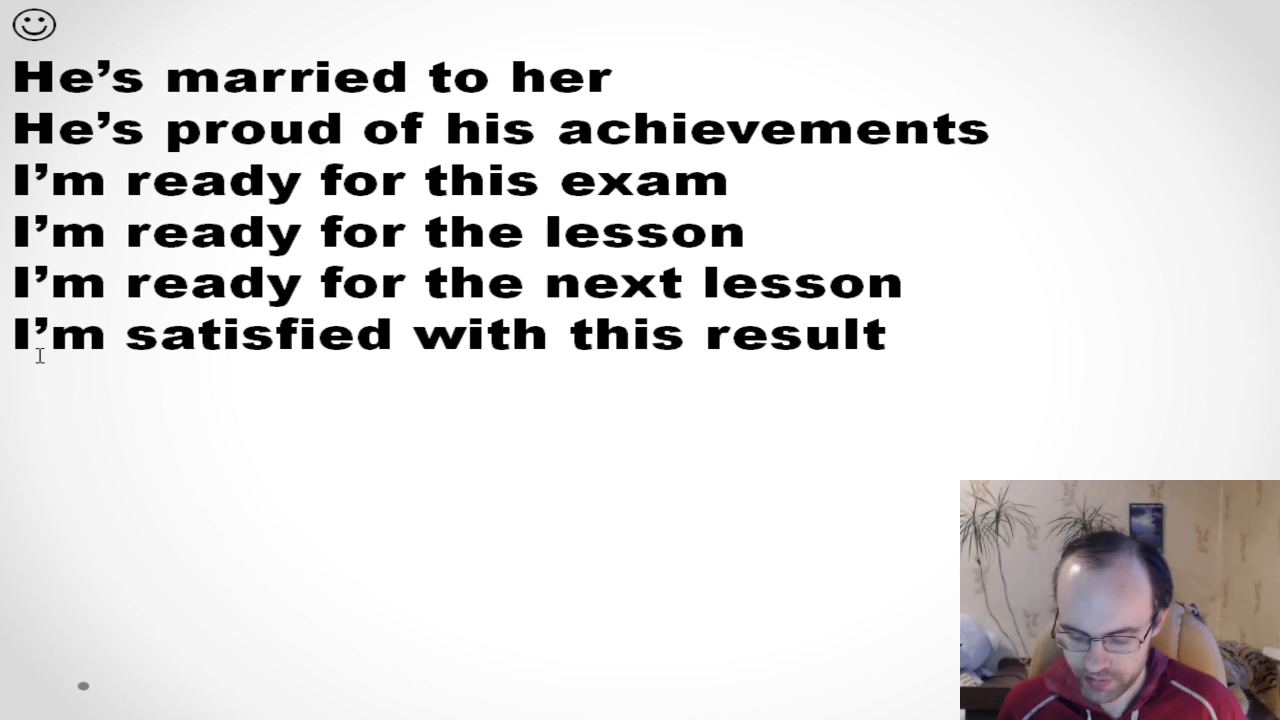 He’s married to her
He’s proud of his achievements
I’m ready for this exam
I’m ready for the lesson
I’m ready for the next lesson
I’m satisfied with this result